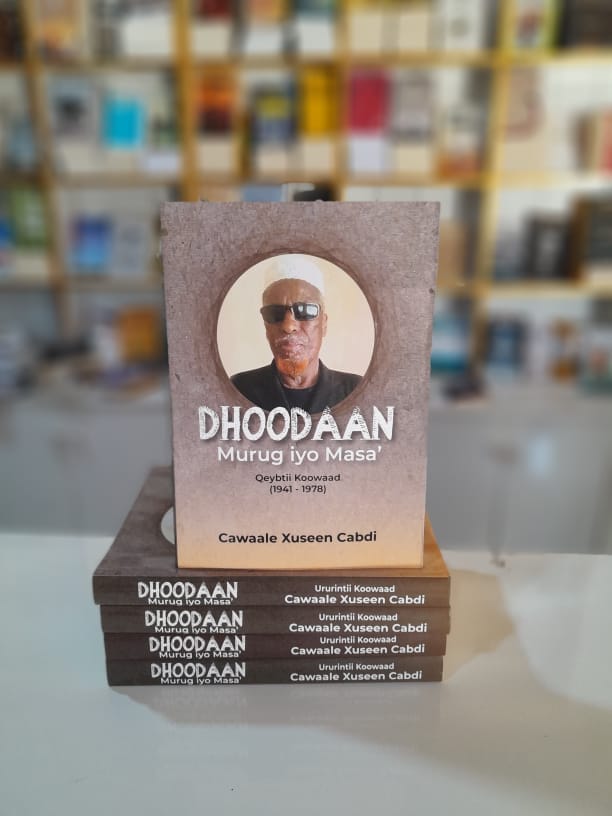 DHOODAAN
Murug iyo Masa'
Qeybtii Koowaad
(1941 - 1978)
Cawaale Xuseen Cabdi
DHOODAAN
Murug iyo Masa'
Ururintii Koowaad
Cawaale Xuseen Cabdi
DHOODAAN
Murug iyo Masa'
Ururintii Koowaad
Cawaale Xuseen Cabdi
DHOODAAN
Murug iyo Masa'
Ururintii Koowaad
Cawaale Xuseen Cabdi
DHOODAAN
Murug iyo Masa'
Ururintii Koowaad
Cawaale Xuseen Cabdi